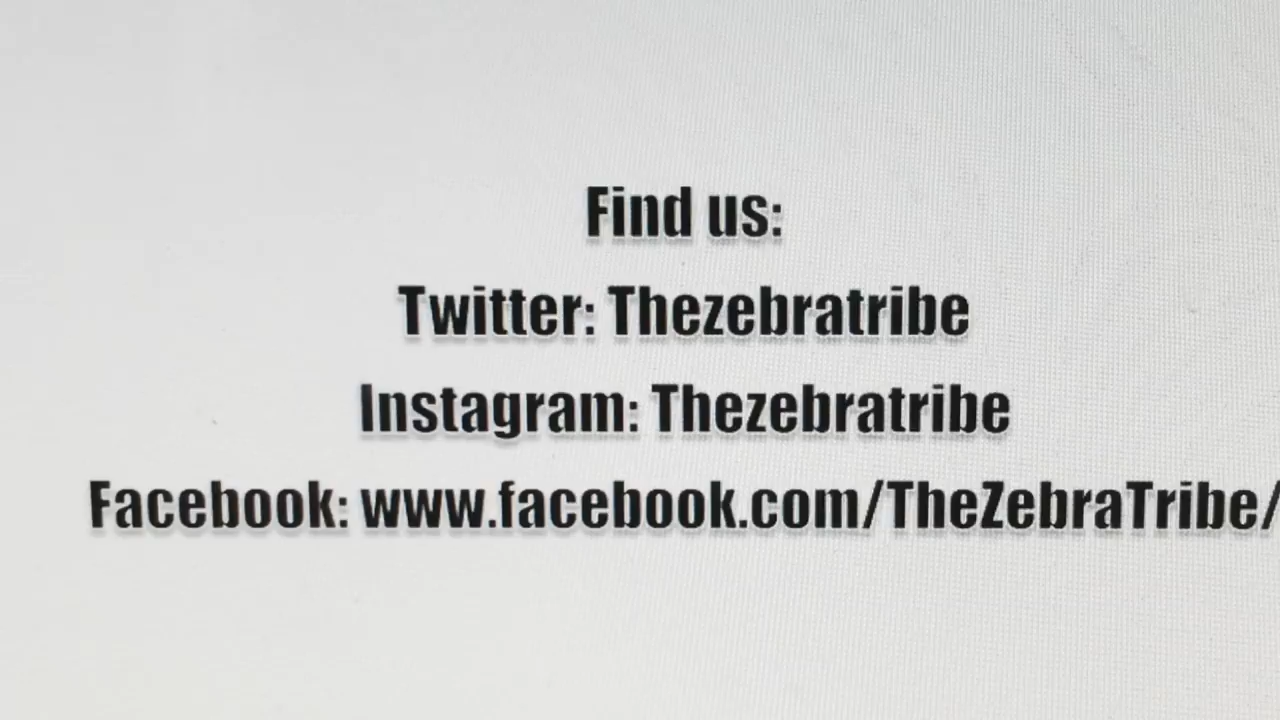 Find us:
Twitter: Thezebratribe
Instagram: Thezebratribe
Facebook: www.facebook.com/TheZebraTribe/